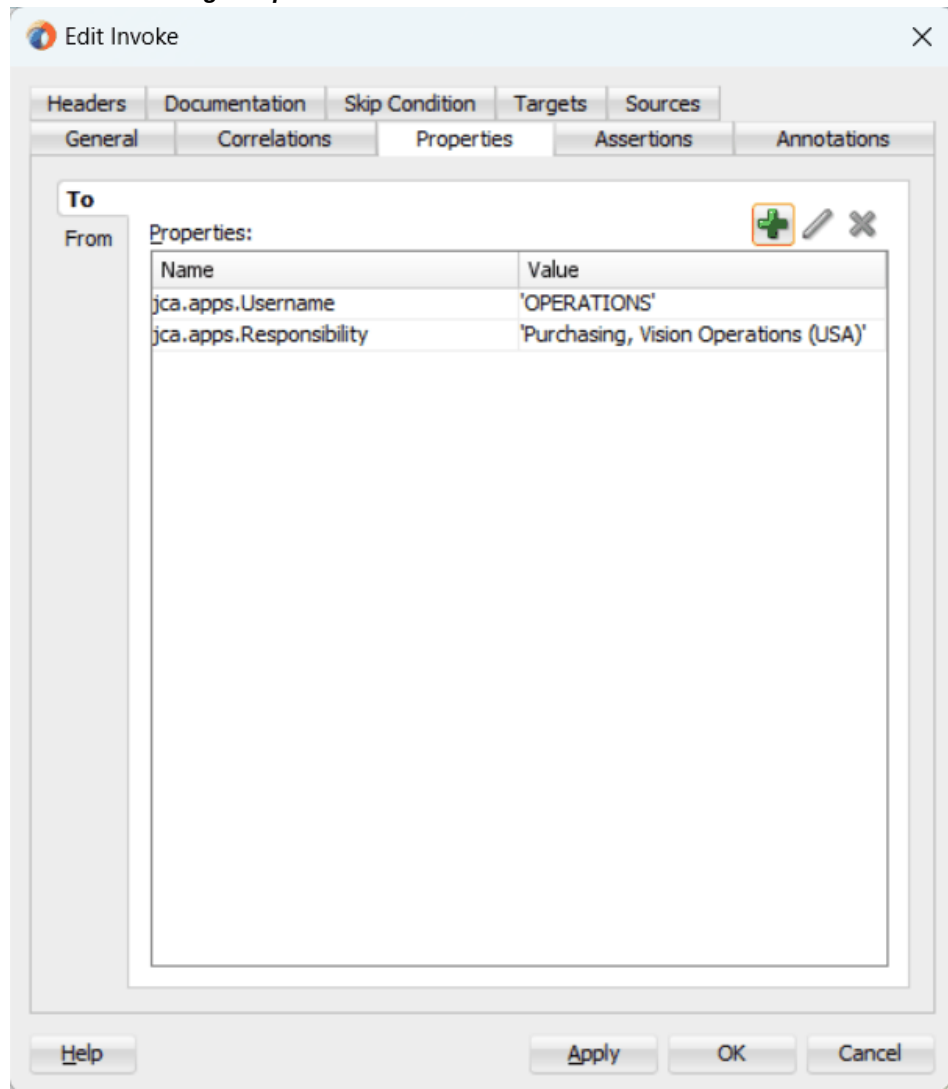 Edit Invoke
Headers Documentation Skip Condition Targets Sources
General Correlations Properties Assertions Annotations
To
From
Properties:
Name Value
jca.apps.Username 'OPERATIONS'
jca.apps.Responsibility 'Purchasing, Vision Operations (USA)'
Help Apply OK Cancel